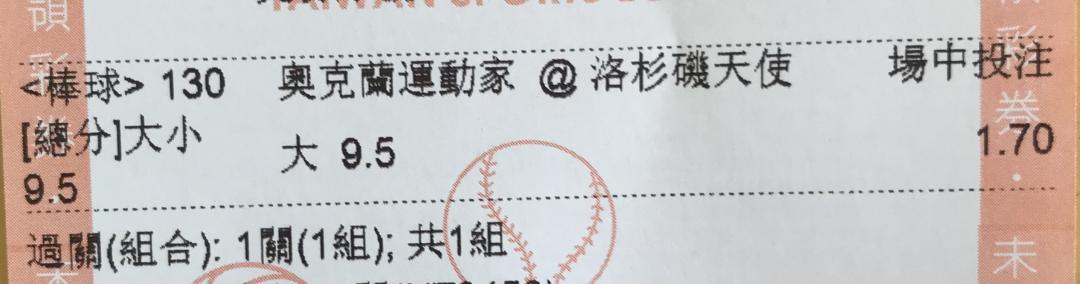 <棒球> 130 奧克蘭運動家 @ 洛杉磯天使 場中投注
[總分]大小 大 9.5 1.70
9.5
過關(組合): 1關(1組); 共1組